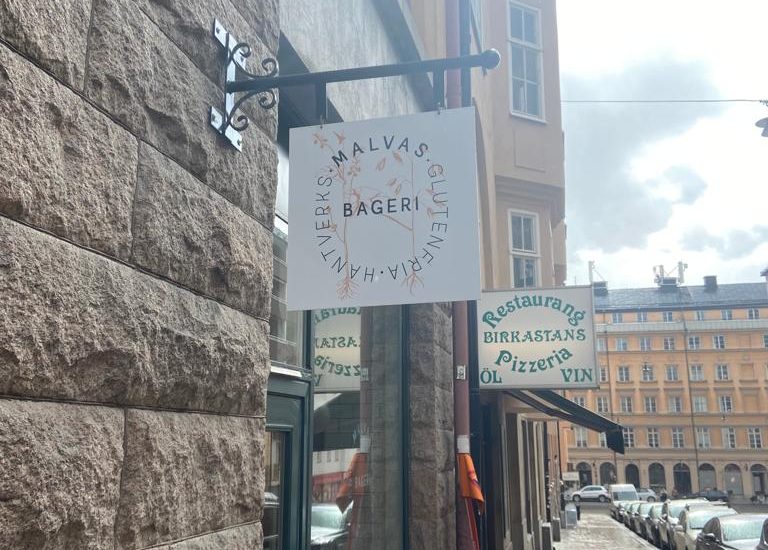 MALVAS · GLUTENFRIA · HANTVERKS ·
BAGERI
Restaurang
BIRKASTANS
Pizzeria
ÖL VIN